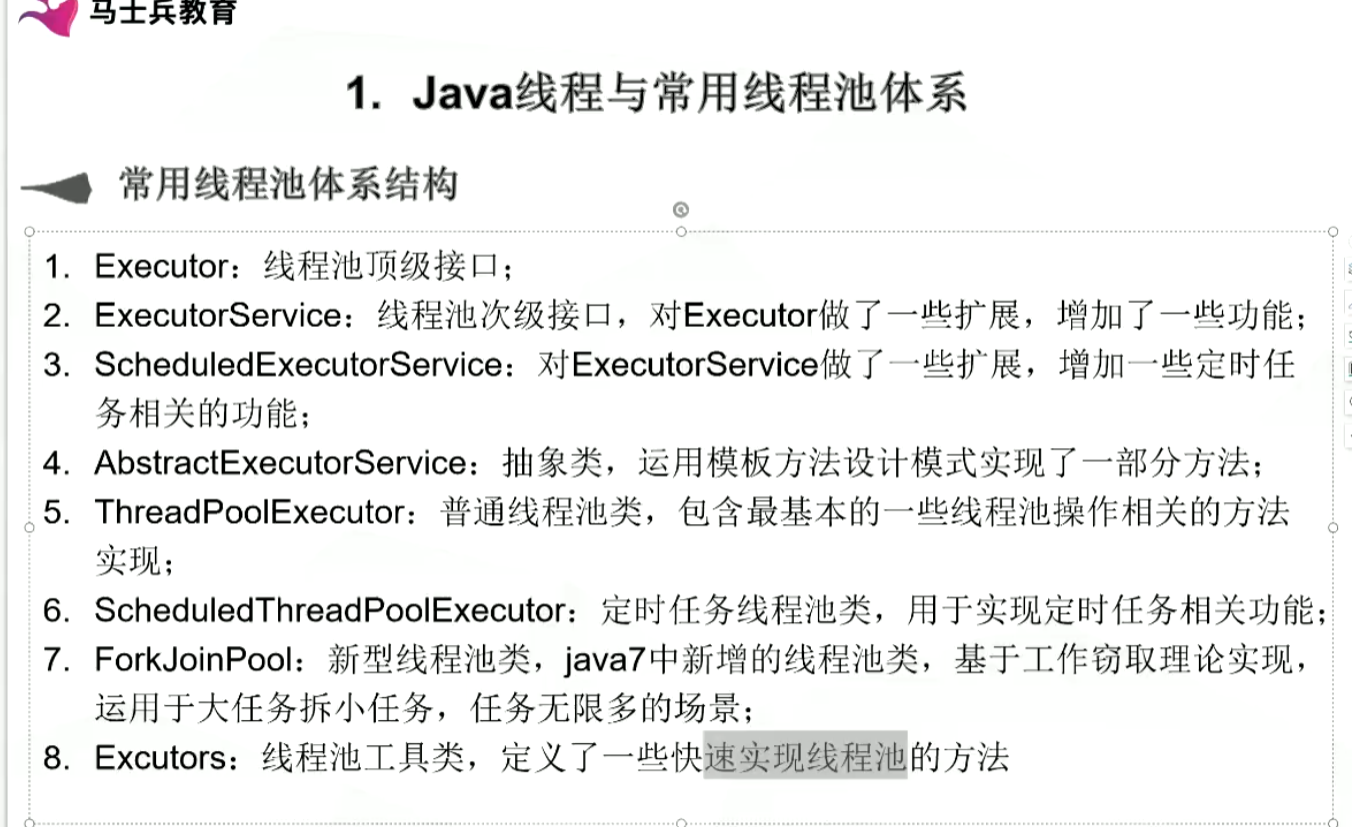 马士兵教育
1. Java线程与常用线程池体系
常用线程池体系结构
1. Executor：线程池顶级接口；
2. ExecutorService：线程池次级接口，对Executor做了一些扩展，增加了一些功能；
3. ScheduledExecutorService：对ExecutorService做了一些扩展，增加一些定时任
务相关的功能；
4. AbstractExecutorService：抽象类，运用模板方法设计模式实现了一部分方法；
5. ThreadPoolExecutor：普通线程池类，包含最基本的一些线程池操作相关的方法
实现；
6. ScheduledThreadPoolExecutor：定时任务线程池类，用于实现定时任务相关功能；
7. ForkJoinPool：新型线程池类，java7中新增的线程池类，基于工作窃取理论实现，
运用于大任务拆小任务，任务无限多的场景；
8. Excutors：线程池工具类，定义了一些快速实现线程池的方法